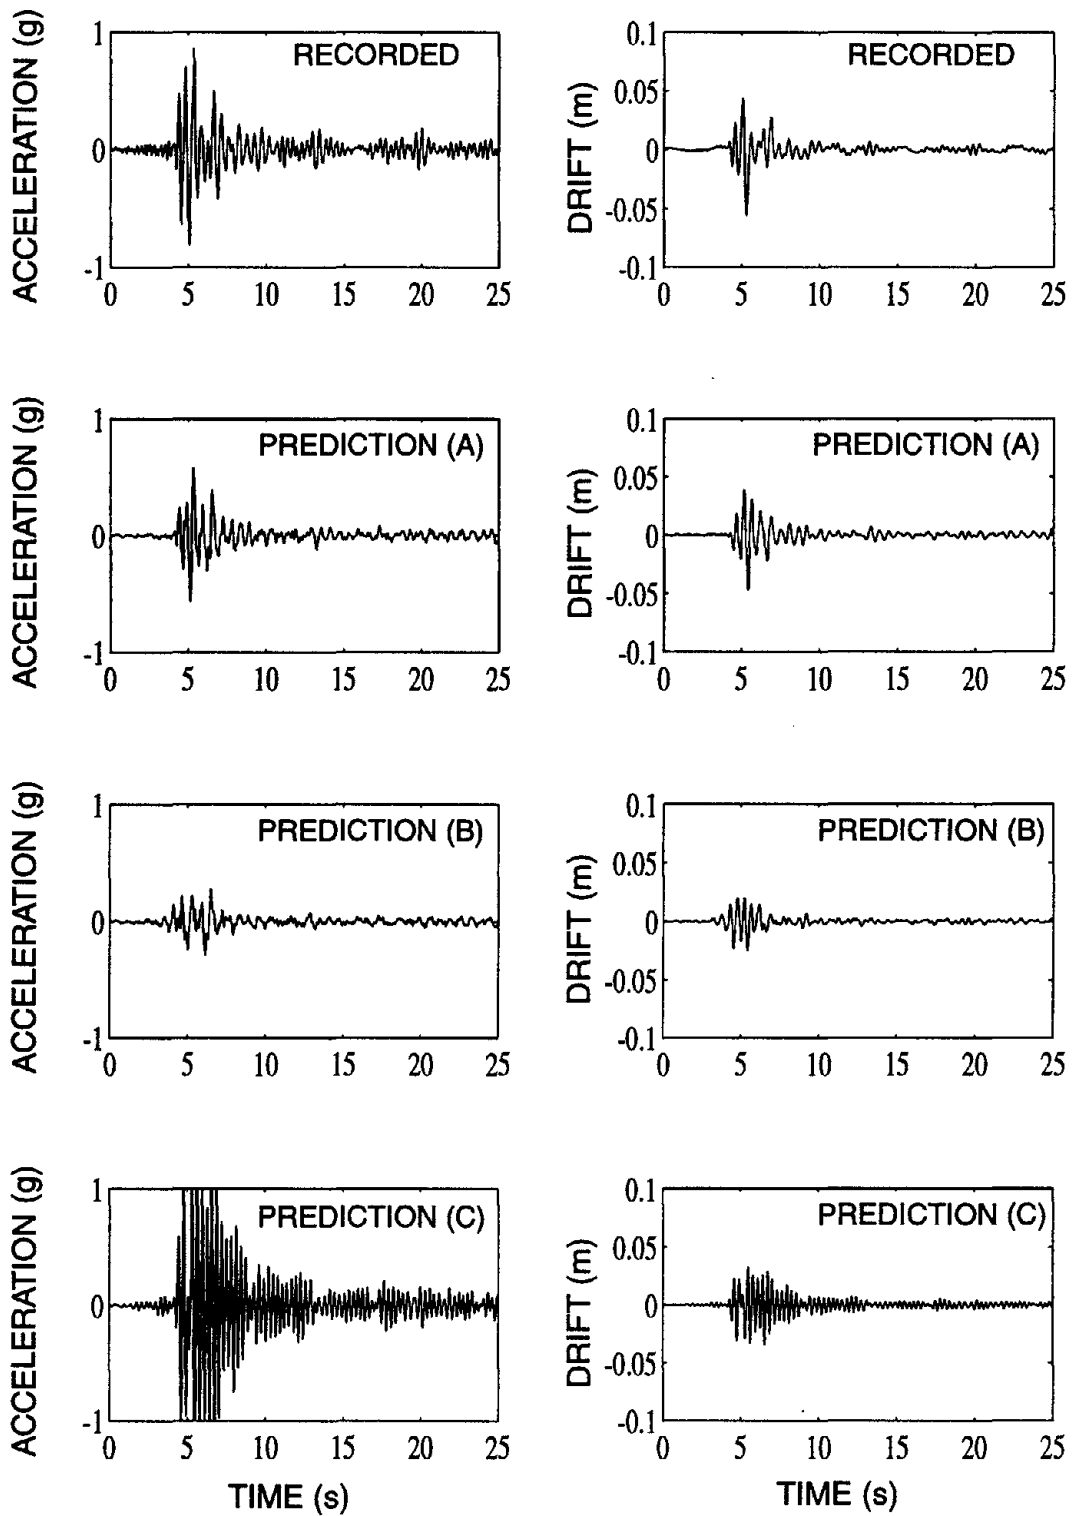 ACCELERATION (g)
1
0
-1
RECORDED
0 5 10 15 20 25
DRIFT (m)
0.1
0.05
0
-0.05
-0.1
RECORDED
0 5 10 15 20 25
ACCELERATION (g)
1
0
-1
PREDICTION (A)
0 5 10 15 20 25
DRIFT (m)
0.1
0.05
0
-0.05
-0.1
PREDICTION (A)
0 5 10 15 20 25
ACCELERATION (g)
1
0
-1
PREDICTION (B)
0 5 10 15 20 25
DRIFT (m)
0.1
0.05
0
-0.05
-0.1
PREDICTION (B)
0 5 10 15 20 25
ACCELERATION (g)
1
0
-1
PREDICTION (C)
0 5 10 15 20 25
TIME (s)
DRIFT (m)
0.1
0.05
0
-0.05
-0.1
PREDICTION (C)
0 5 10 15 20 25
TIME (s)